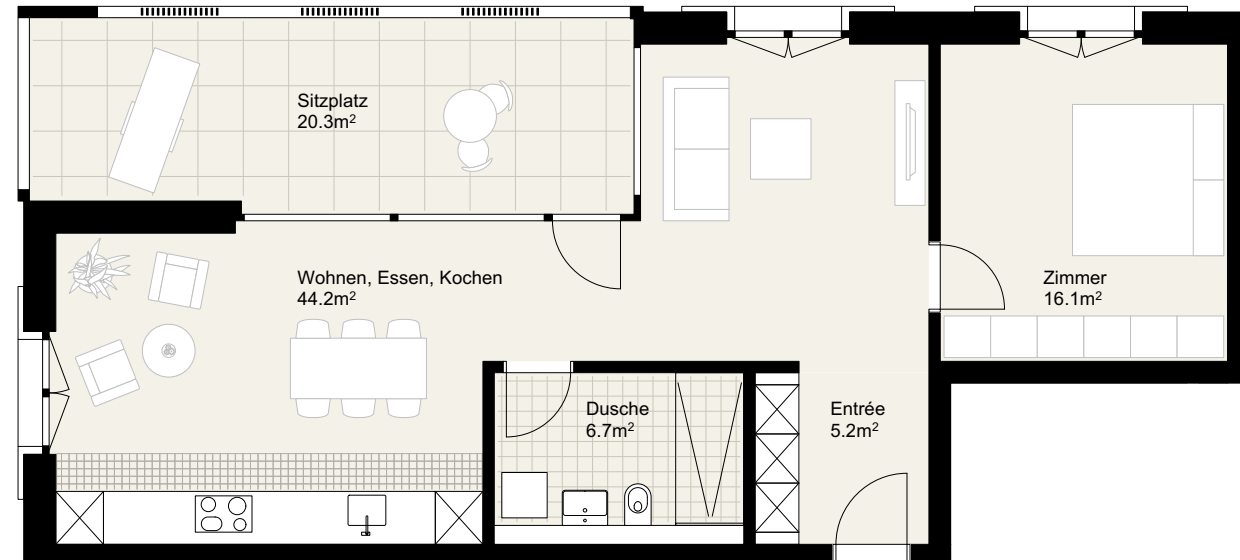 Sitzplatz
20.3m²
Wohnen, Essen, Kochen
44.2m²
Zimmer
16.1m²
Dusche
6.7m²
Entrée
5.2m²